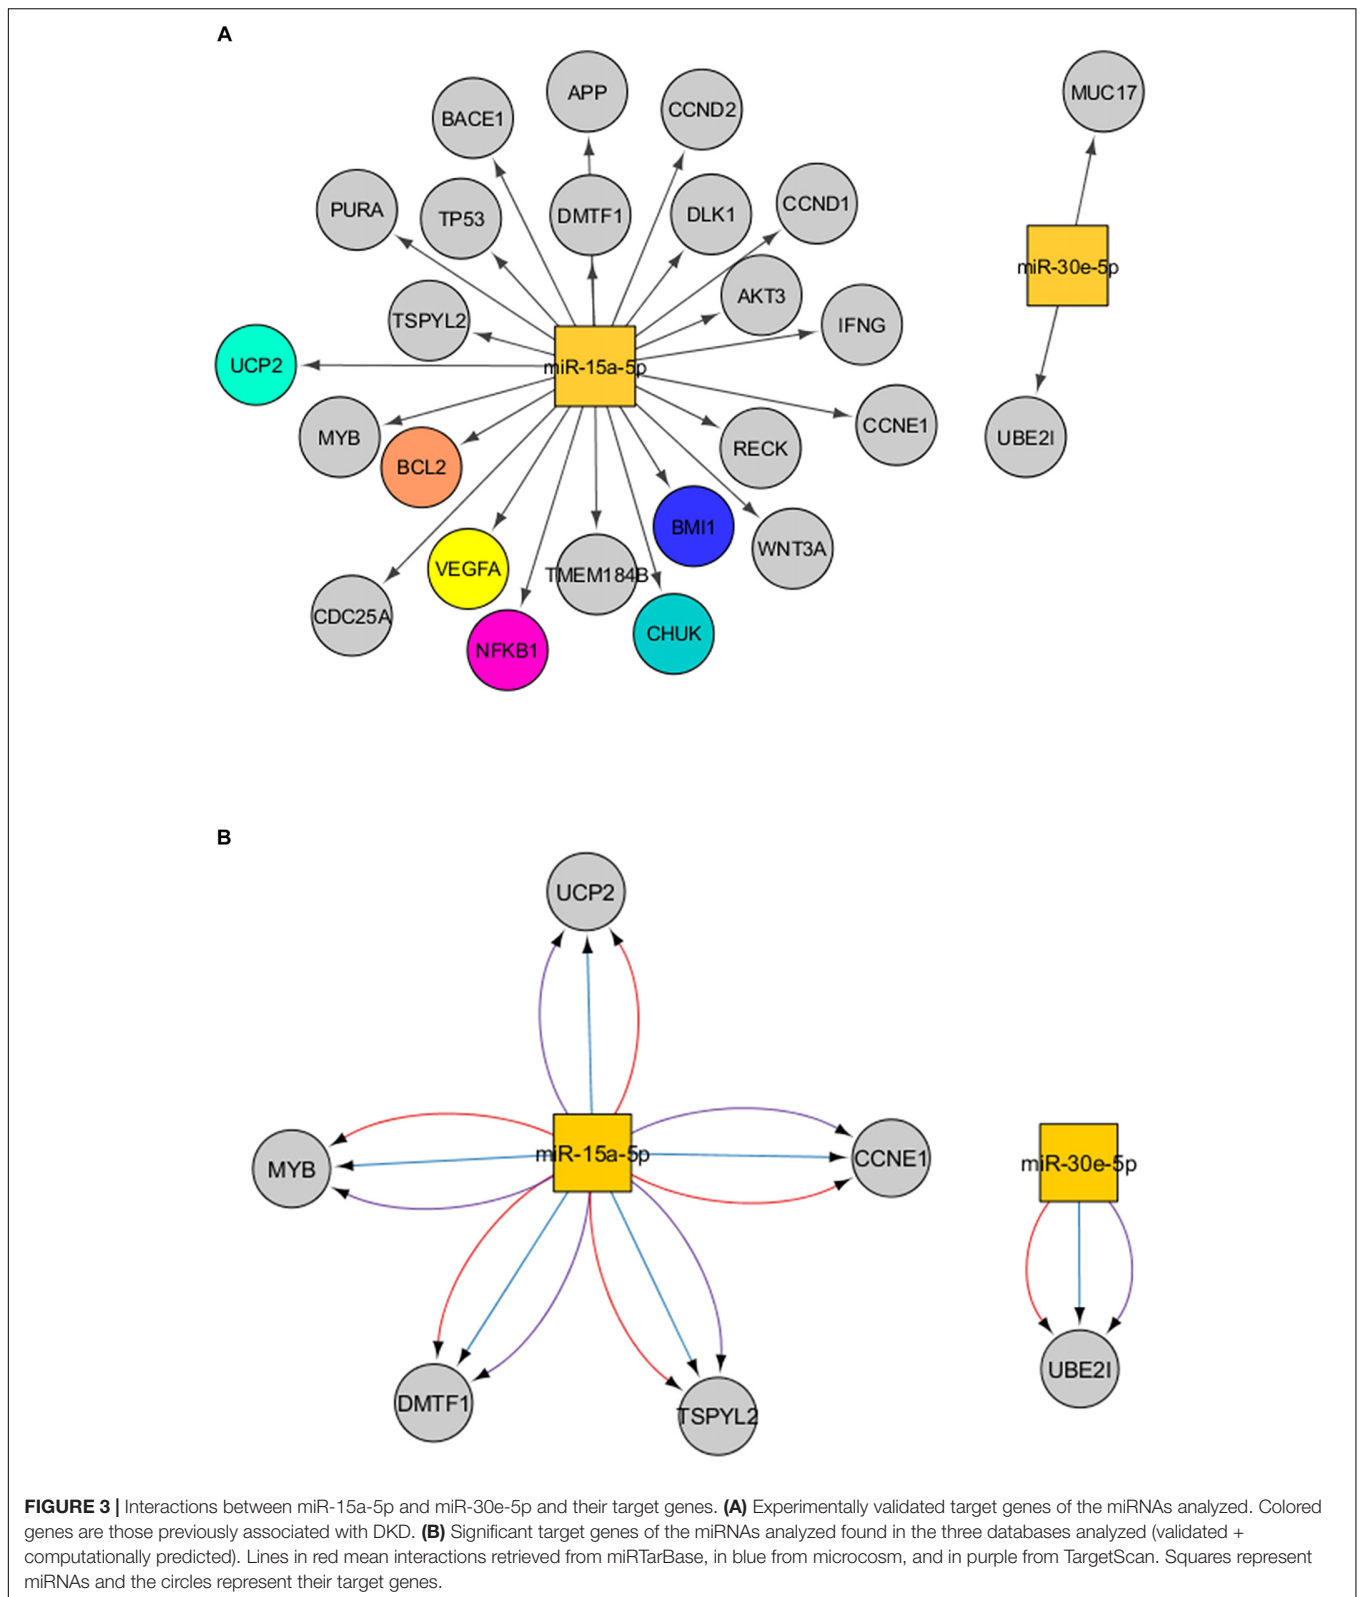 A
APP
BACE1
CCND2
MUC17
PURA
TP53
DMTF1
DLK1
CCND1
miR-30e-5p
TSPYL2
AKT3
IFNG
UCP2
miR-15a-5p
MYB
BCL2
RECK
CCNE1
UBE2I
VEGFA
TMEM184B
BMI1
WNT3A
CDC25A
NFKB1
CHUK
B
UCP2
MYB
miR-15a-5p
CCNE1
miR-30e-5p
DMTF1
TSPYL2
UBE2I
FIGURE 3 | Interactions between miR-15a-5p and miR-30e-5p and their target genes. (A) Experimentally validated target genes of the miRNAs analyzed. Colored
genes are those previously associated with DKD. (B) Significant target genes of the miRNAs analyzed found in the three databases analyzed (validated +
computationally predicted). Lines in red mean interactions retrieved from miRTarBase, in blue from microcosm, and in purple from TargetScan. Squares represent
miRNAs and the circles represent their target genes.